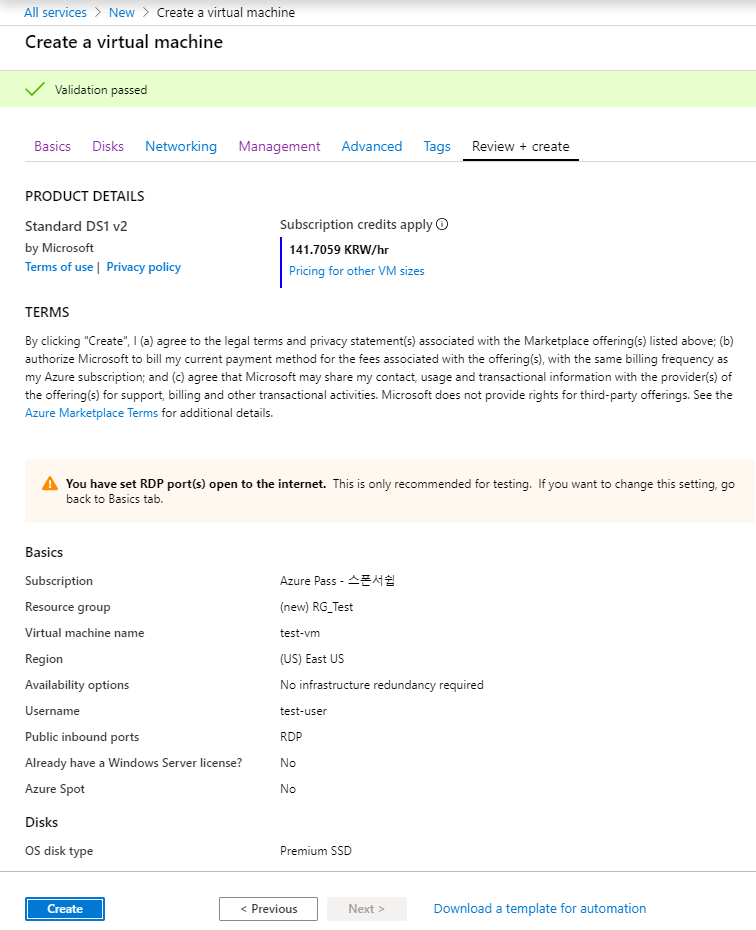 All services > New > Create a virtual machine
Create a virtual machine
Validation passed
Basics Disks Networking Management Advanced Tags Review + create
PRODUCT DETAILS
Standard DS1 v2
by Microsoft
Terms of use | Privacy policy
Subscription credits apply
141.7059 KRW/hr
Pricing for other VM sizes
TERMS
By clicking "Create", I (a) agree to the legal terms and privacy statement(s) associated with the Marketplace offering(s) listed above; (b)
authorize Microsoft to bill my current payment method for the fees associated with the offering(s), with the same billing frequency as
my Azure subscription; and (c) agree that Microsoft may share my contact, usage and transactional information with the provider(s) of
the offering(s) for support, billing and other transactional activities. Microsoft does not provide rights for third-party offerings. See the
Azure Marketplace Terms for additional details.
You have set RDP port(s) open to the internet. This is only recommended for testing. If you want to change this setting, go
back to Basics tab.
Basics
Subscription Azure Pass - 스폰서쉽
Resource group (new) RG_Test
Virtual machine name test-vm
Region (US) East US
Availability options No infrastructure redundancy required
Username test-user
Public inbound ports RDP
Already have a Windows Server license? No
Azure Spot No
Disks
OS disk type Premium SSD
Create < Previous Next > Download a template for automation